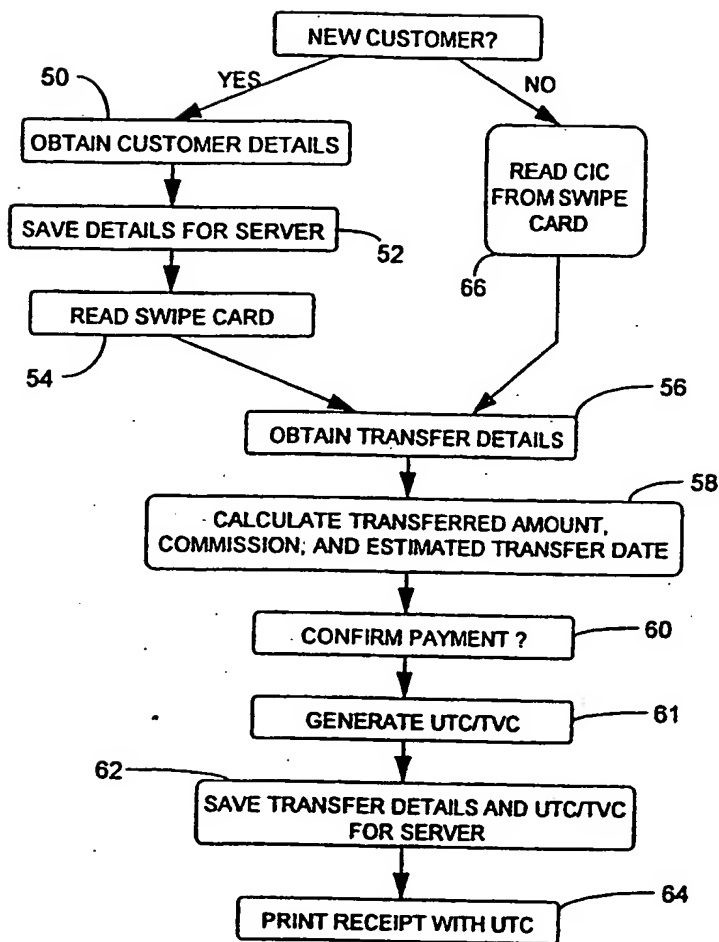 NEW CUSTOMER?
YES
NO
50
OBTAIN CUSTOMER DETAILS
READ CIC
FROM SWIPE
CARD
66
SAVE DETAILS FOR SERVER
52
READ SWIPE CARD
54
56
OBTAIN TRANSFER DETAILS
58
CALCULATE TRANSFERRED AMOUNT,
COMMISSION; AND ESTIMATED TRANSFER DATE
CONFIRM PAYMENT ?
60
GENERATE UTC/TVC
61
62
SAVE TRANSFER DETAILS AND UTC/TVC
FOR SERVER
64
PRINT RECEIPT WITH UTC